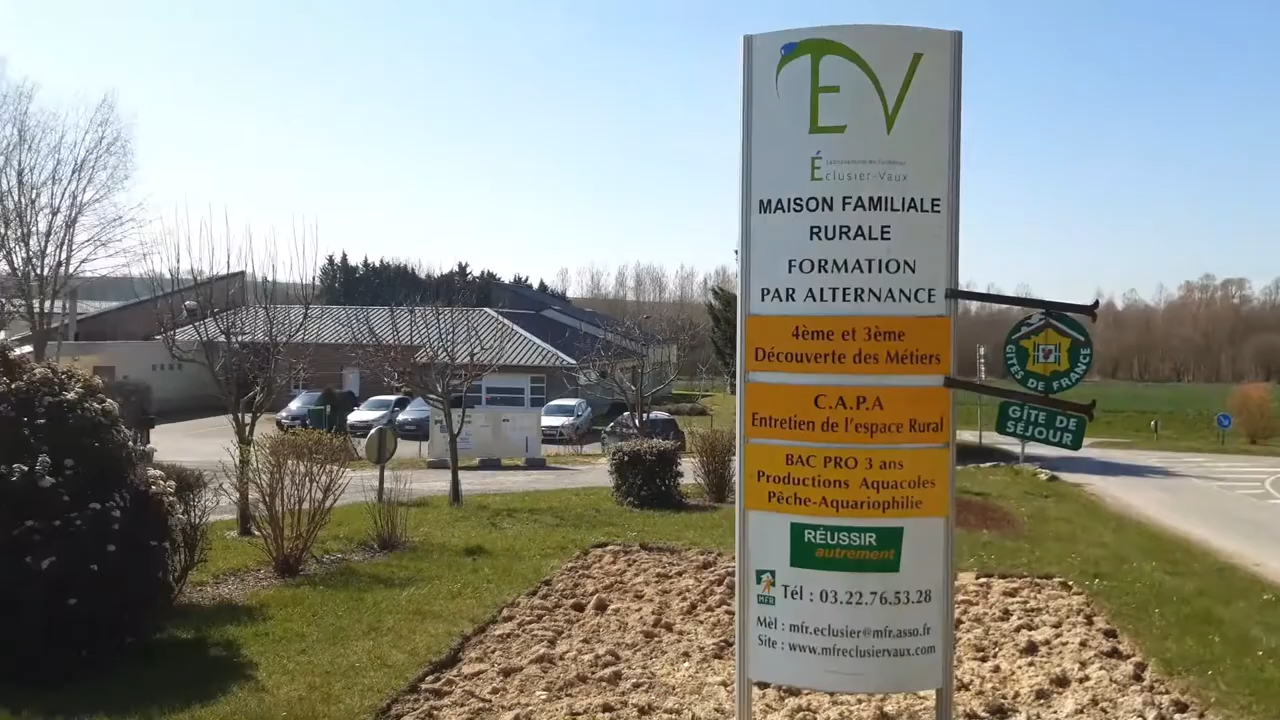 EV
Éclusier-Vaux
MAISON FAMILIALE
RURALE
FORMATION
PAR ALTERNANCE
4ème et 3ème
Découverte des Métiers
C.A.P.A
Entretien de l'espace Rural
BAC PRO 3 ans
Productions Aquacoles
Pêche-Aquariophilie
RÉUSSIR
autrement
MFR
Tél : 03.22.76.53.28
Mèl : mfr.eclusier@mfr.asso.fr
Site : www.mfreclusiervaux.com
GITES DE FRANCE
GÎTE DE
SÉJOUR